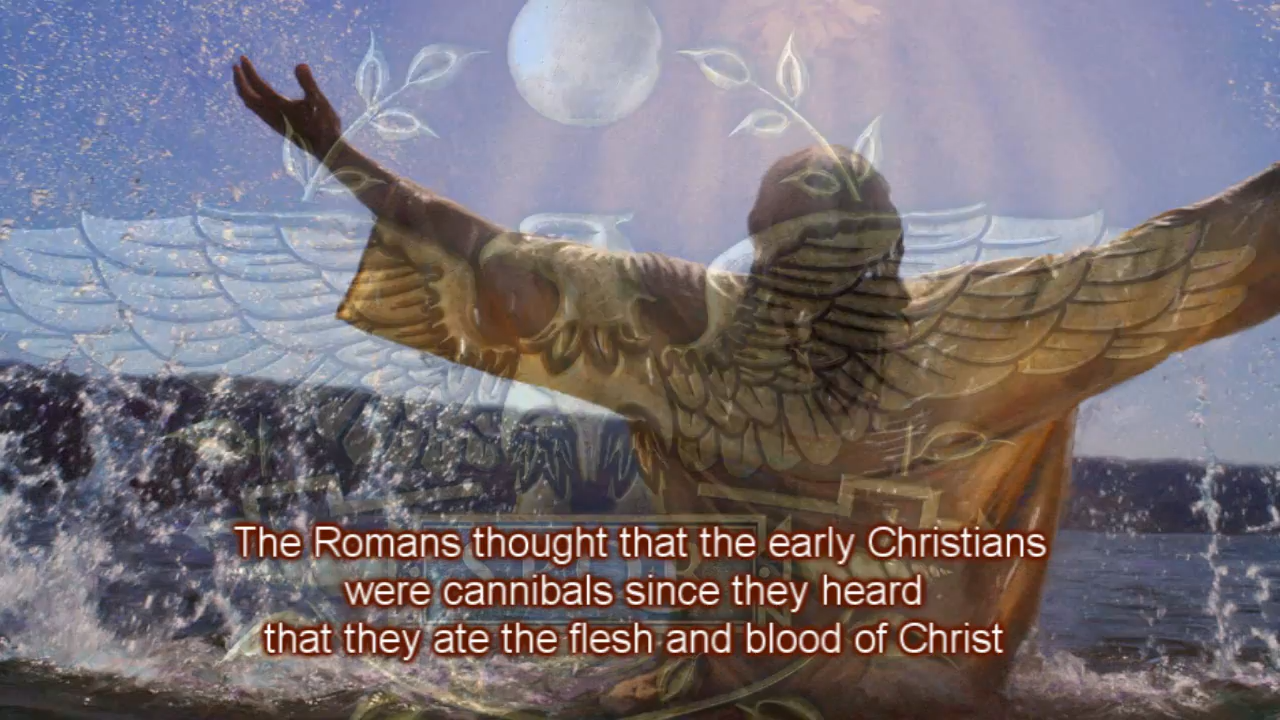 The Romans thought that the early Christians
were cannibals since they heard
that they ate the flesh and blood of Christ
SPQR